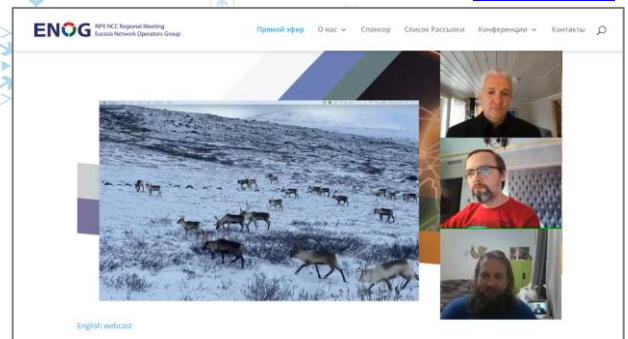 ENOG
RIPE NCC Regional Meeting
Eurasia Network Operators Group
Прямой эфир О нас Спонсор Список Рассылки Конференции Контакты
English webcast